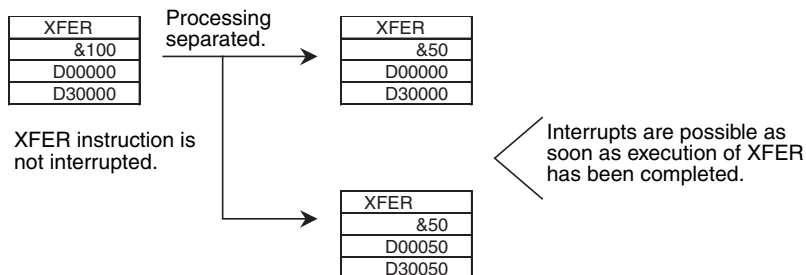 XFER
&100
D00000
D30000
XFER instruction is
not interrupted.
Processing
separated.
XFER
&50
D00000
D30000
Interrupts are possible as
soon as execution of XFER
has been completed.
XFER
&50
D00050
D30050